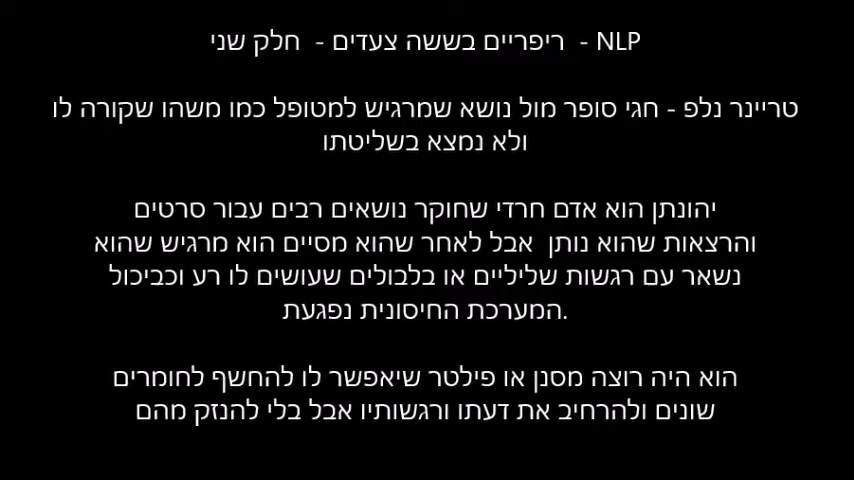 NLP -  ריפריים בששה צעדים  -  חלק שני
טריינר נלפ - חגי סופר מול נושא שמרגיש למטופל כמו משהו שקורה לו
ולא נמצא בשליטתו
יהונתן הוא אדם חרדי שחוקר נושאים רבים עבור סרטים
והרצאות שהוא נותן  אבל לאחר שהוא מסיים הוא מרגיש שהוא
נשאר עם רגשות שליליים או בלבולים שעושים לו רע וכביכול
המערכת החיסונית נפגעת.
הוא היה רוצה מסנן או פילטר שיאפשר לו להחשף לחומרים
שונים ולהרחיב את דעתו ורגשותיו אבל בלי להנזק מהם